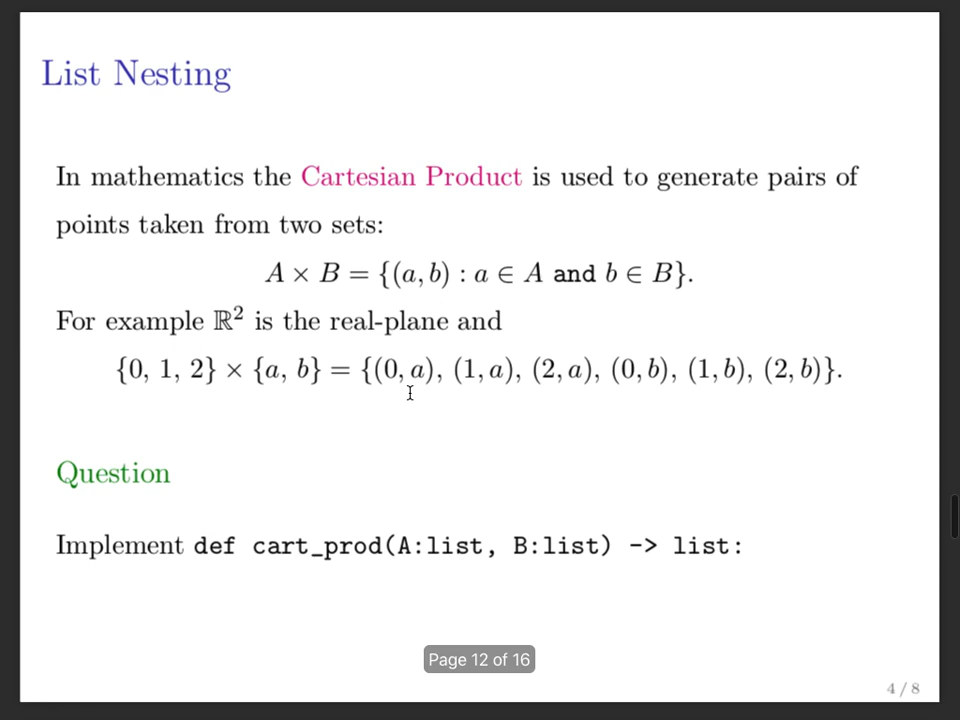 List Nesting
In mathematics the Cartesian Product is used to generate pairs of
points taken from two sets:
A × B = {(a, b) : a ∈ A and b ∈ B}.
For example ℝ² is the real-plane and
{0, 1, 2} × {a, b} = {(0, a), (1, a), (2, a), (0, b), (1, b), (2, b)}.
Question
Implement def cart_prod(A:list, B:list) -> list:
Page 12 of 16
4 / 8